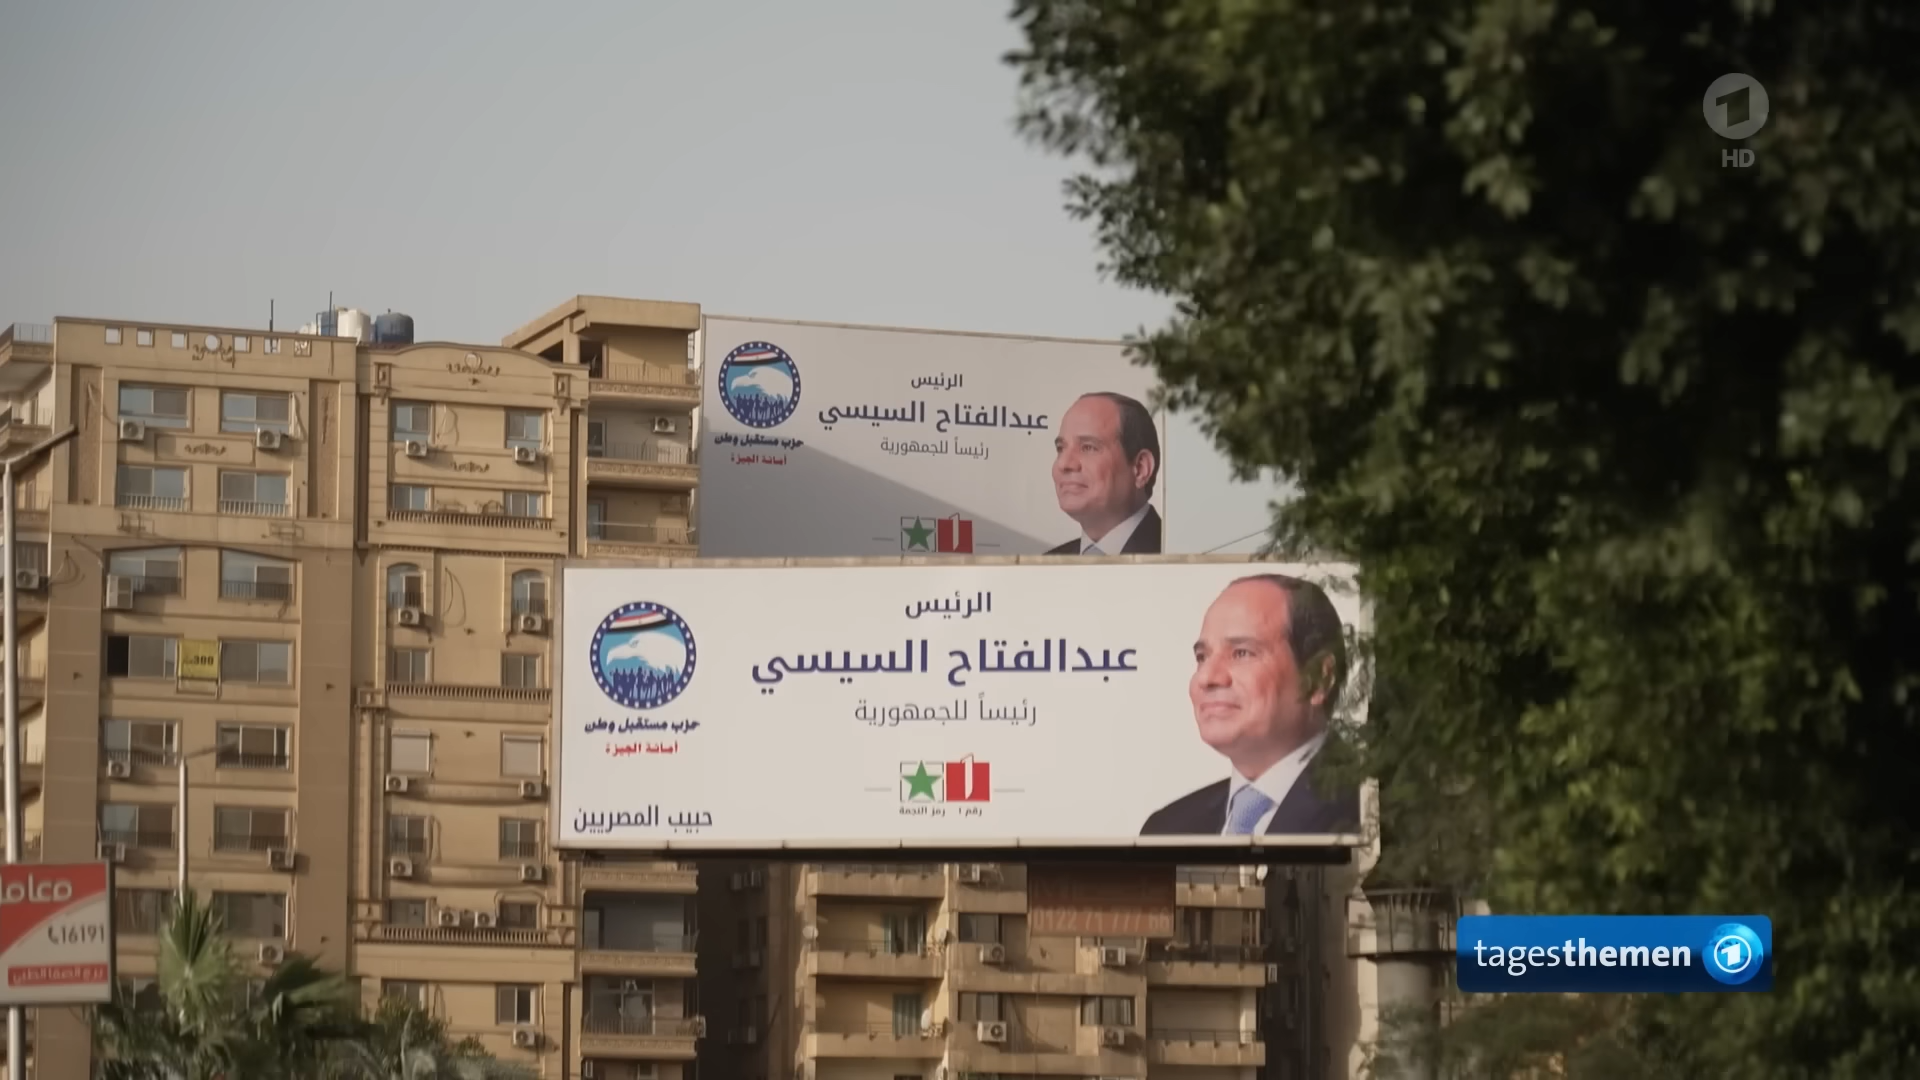 HD
الرئيس
عبدالفتاح السيسي
رئيساً للجمهورية
حزب مستقبل وطن
أمانة الجيزة
الرئيس
عبدالفتاح السيسي
رئيساً للجمهورية
حزب مستقبل وطن
أمانة الجيزة
رقم ١ رمز النجمة
حبيب المصريين
16191
tagesthemen